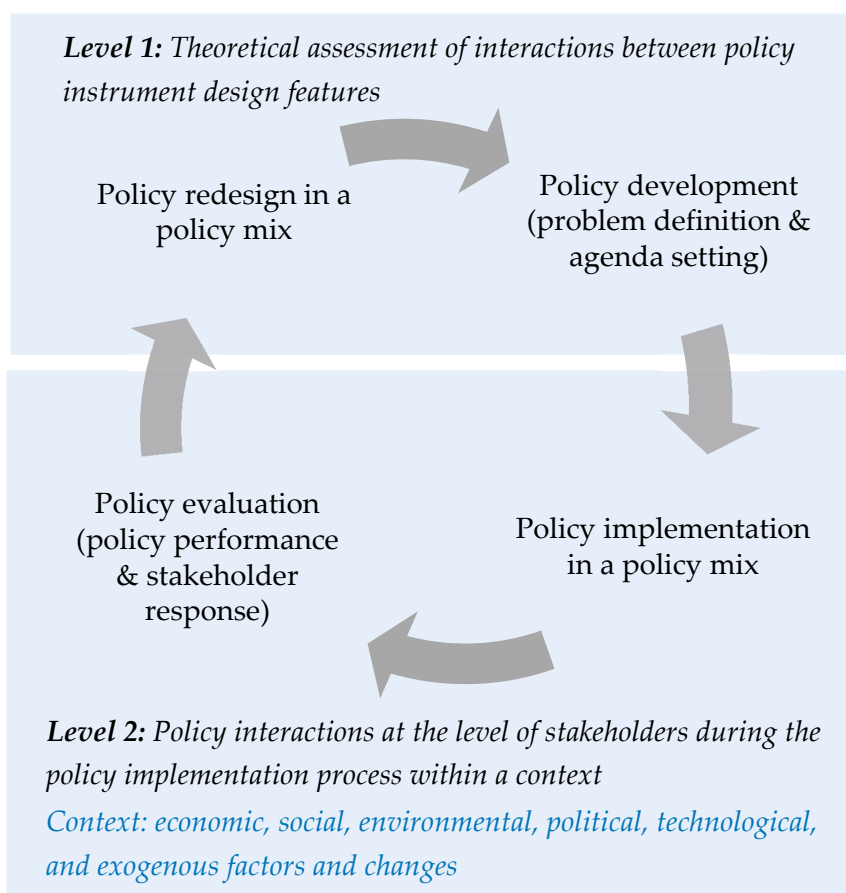 Level 1: Theoretical assessment of interactions between policy
instrument design features
Policy redesign in a
policy mix
Policy development
(problem definition &
agenda setting)
Policy evaluation
(policy performance
& stakeholder
response)
Policy implementation
in a policy mix
Level 2: Policy interactions at the level of stakeholders during the
policy implementation process within a context
Context: economic, social, environmental, political, technological,
and exogenous factors and changes